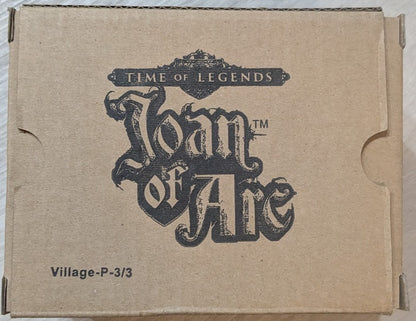 TIME OF LEGENDS
Joan™
of Arc
Village-P-3/3